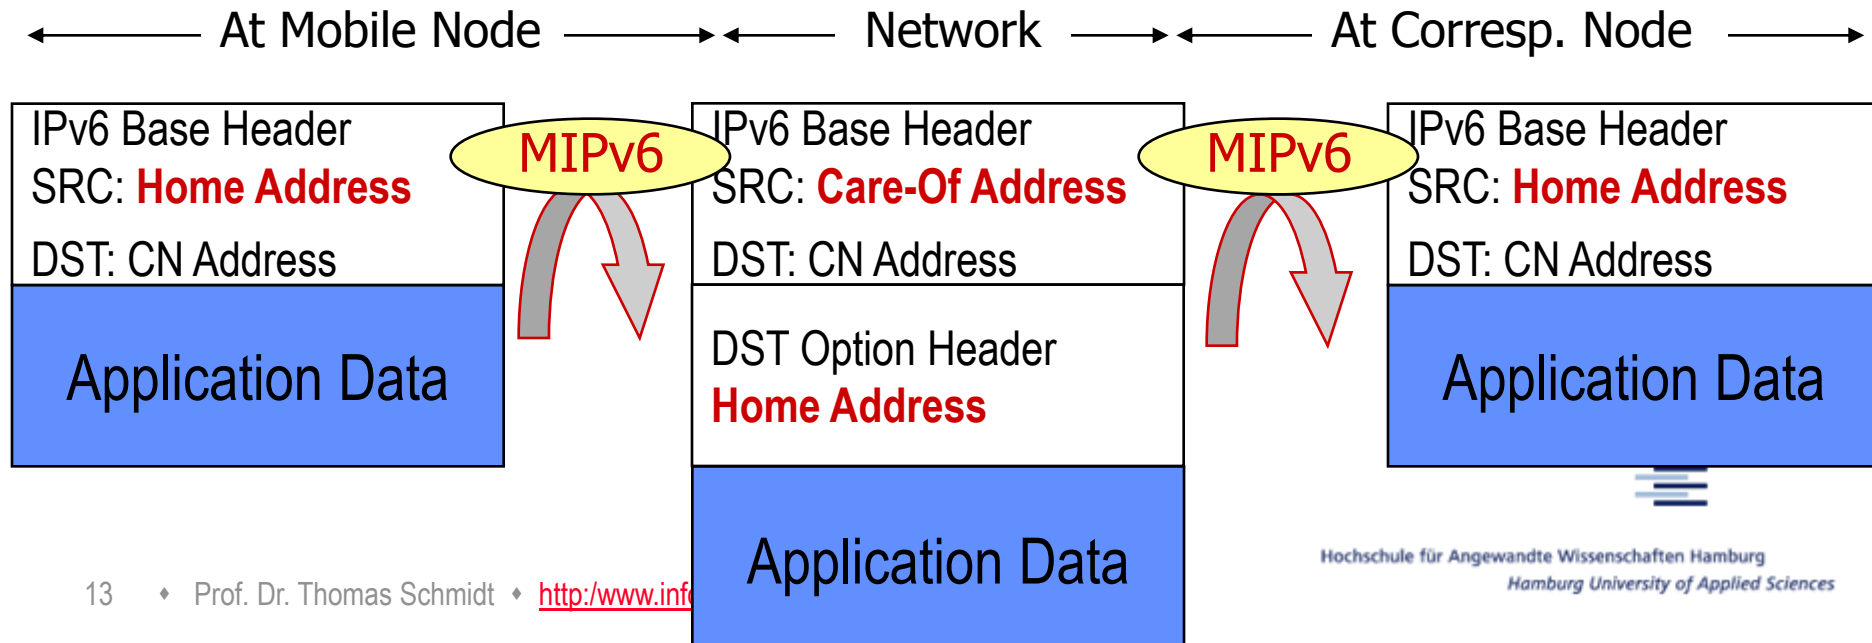 At Mobile Node
Network
At Corresp. Node
IPv6 Base Header
SRC: Home Address
DST: CN Address
Application Data
MIPv6
IPv6 Base Header
SRC: Care-Of Address
DST: CN Address
DST Option Header
Home Address
Application Data
MIPv6
IPv6 Base Header
SRC: Home Address
DST: CN Address
Application Data
13 • Prof. Dr. Thomas Schmidt • http:/www.inf
Hochschule für Angewandte Wissenschaften Hamburg
Hamburg University of Applied Sciences